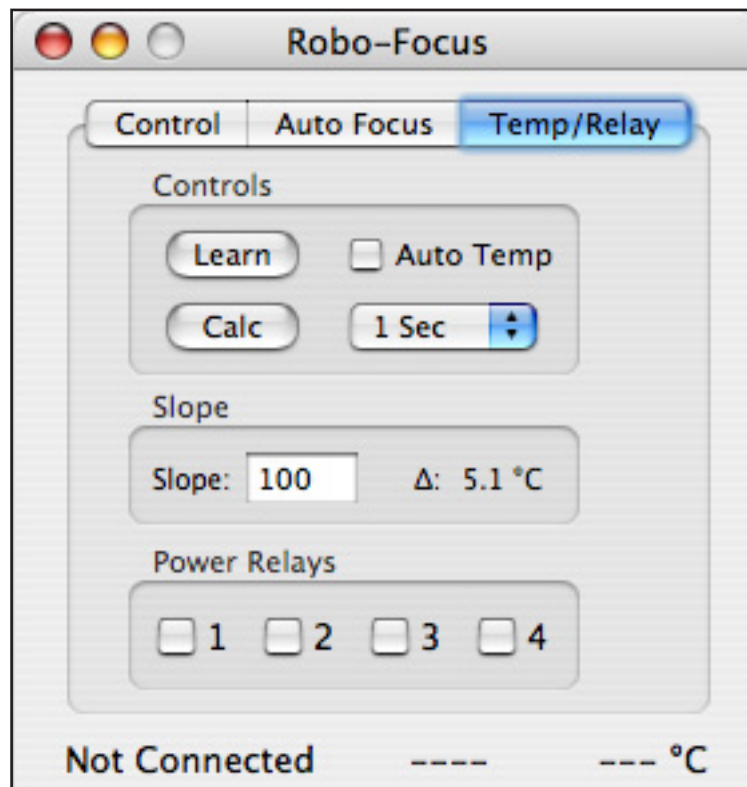 Robo-Focus
Control Auto Focus Temp/Relay
Controls
Learn Auto Temp
Calc 1 Sec
Slope
Slope: 100 Δ: 5.1 °C
Power Relays
1 2 3 4
Not Connected ---- --- °C